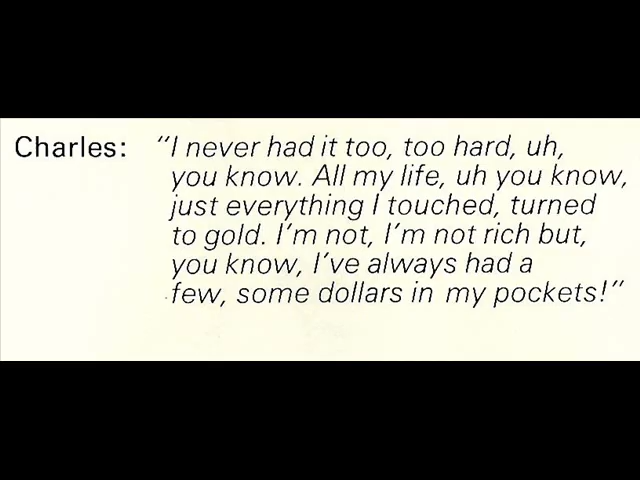 Charles: "I never had it too, too hard, uh,
you know. All my life, uh you know,
just everything I touched, turned
to gold. I'm not, I'm not rich but,
you know, I've always had a
few, some dollars in my pockets!"